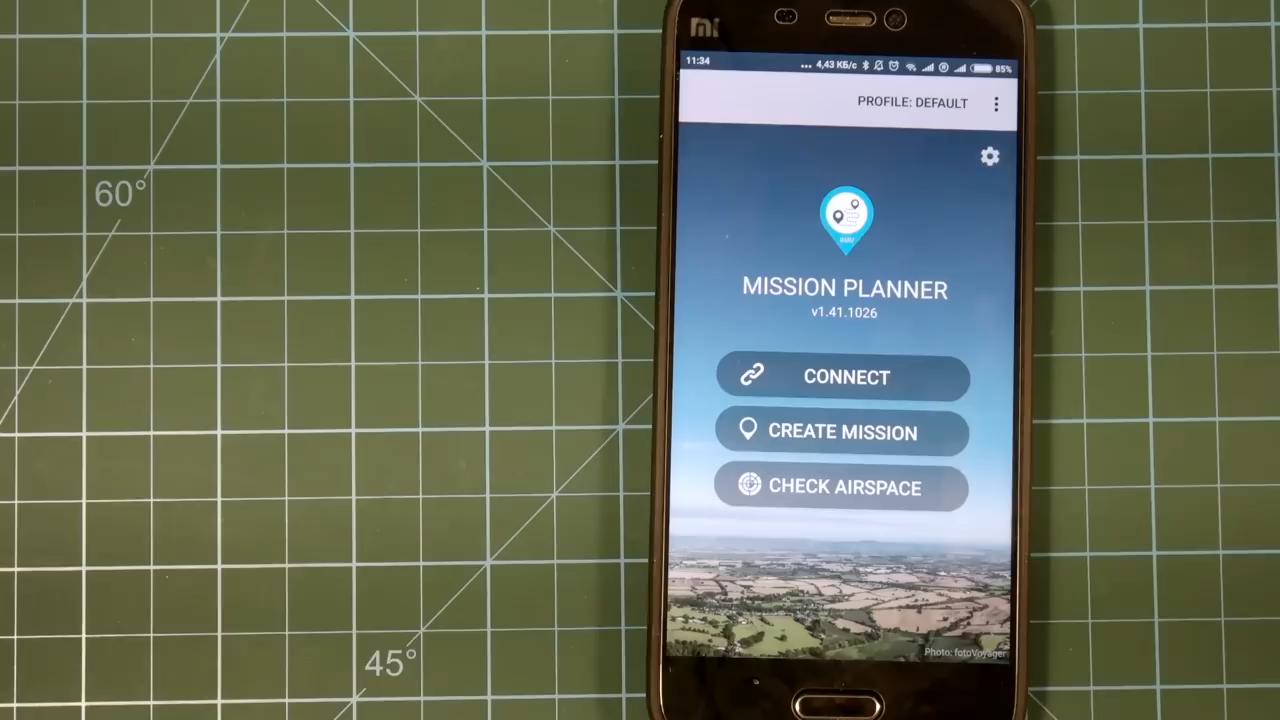 mi
11:34 ... 4,43 КБ/с 85%
PROFILE: DEFAULT
60°
MISSION PLANNER
v1.41.1026
CONNECT
CREATE MISSION
CHECK AIRSPACE
45°
Photo: fotoVoyager